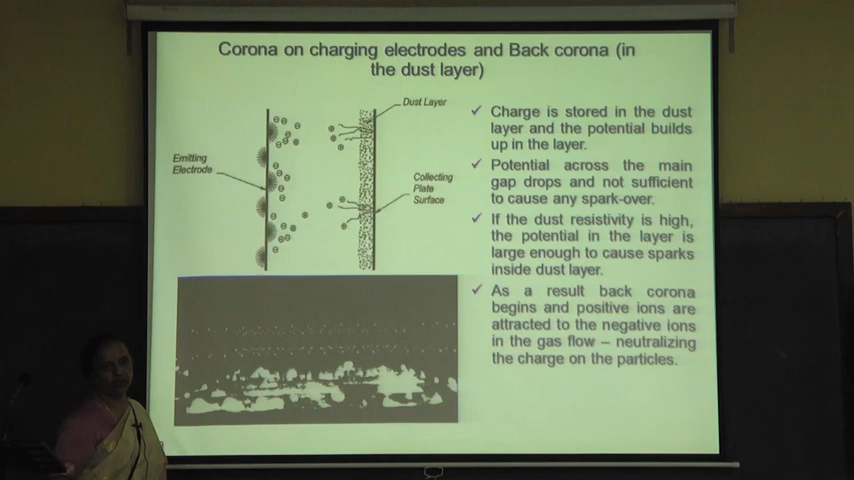 Corona on charging electrodes and Back corona (in
the dust layer)
Dust Layer
Emitting
Electrode
Collecting
Plate
Surface
✓ Charge is stored in the dust
layer and the potential builds
up in the layer.
✓ Potential across the main
gap drops and not sufficient
to cause any spark-over.
✓ If the dust resistivity is high,
the potential in the layer is
large enough to cause sparks
inside dust layer.
✓ As a result back corona
begins and positive ions are
attracted to the negative ions
in the gas flow – neutralizing
the charge on the particles.